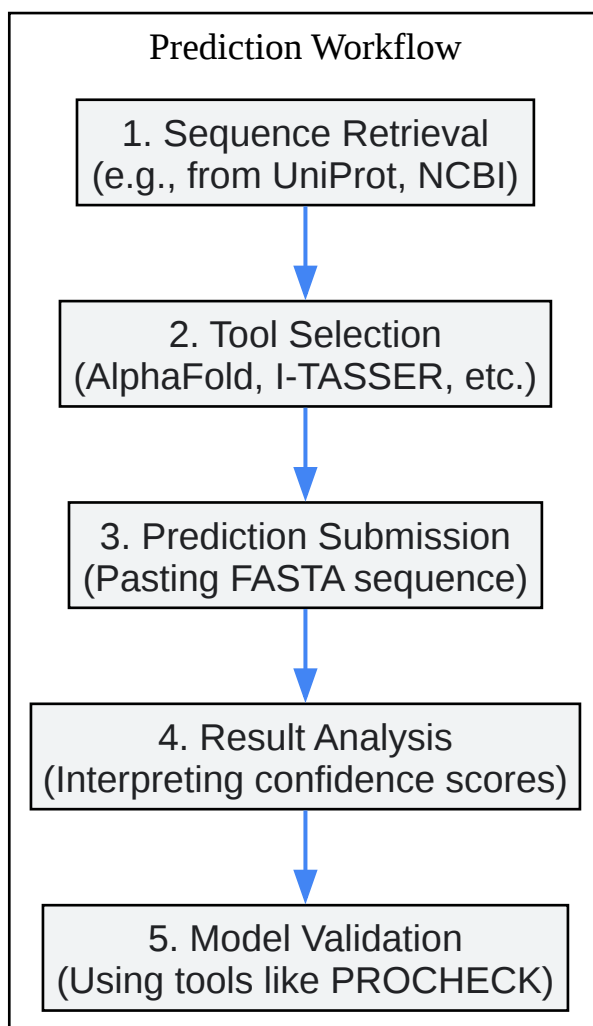 Prediction Workflow
1. Sequence Retrieval
(e.g., from UniProt, NCBI)
2. Tool Selection
(AlphaFold, I-TASSER, etc.)
3. Prediction Submission
(Pasting FASTA sequence)
4. Result Analysis
(Interpreting confidence scores)
5. Model Validation
(Using tools like PROCHECK)